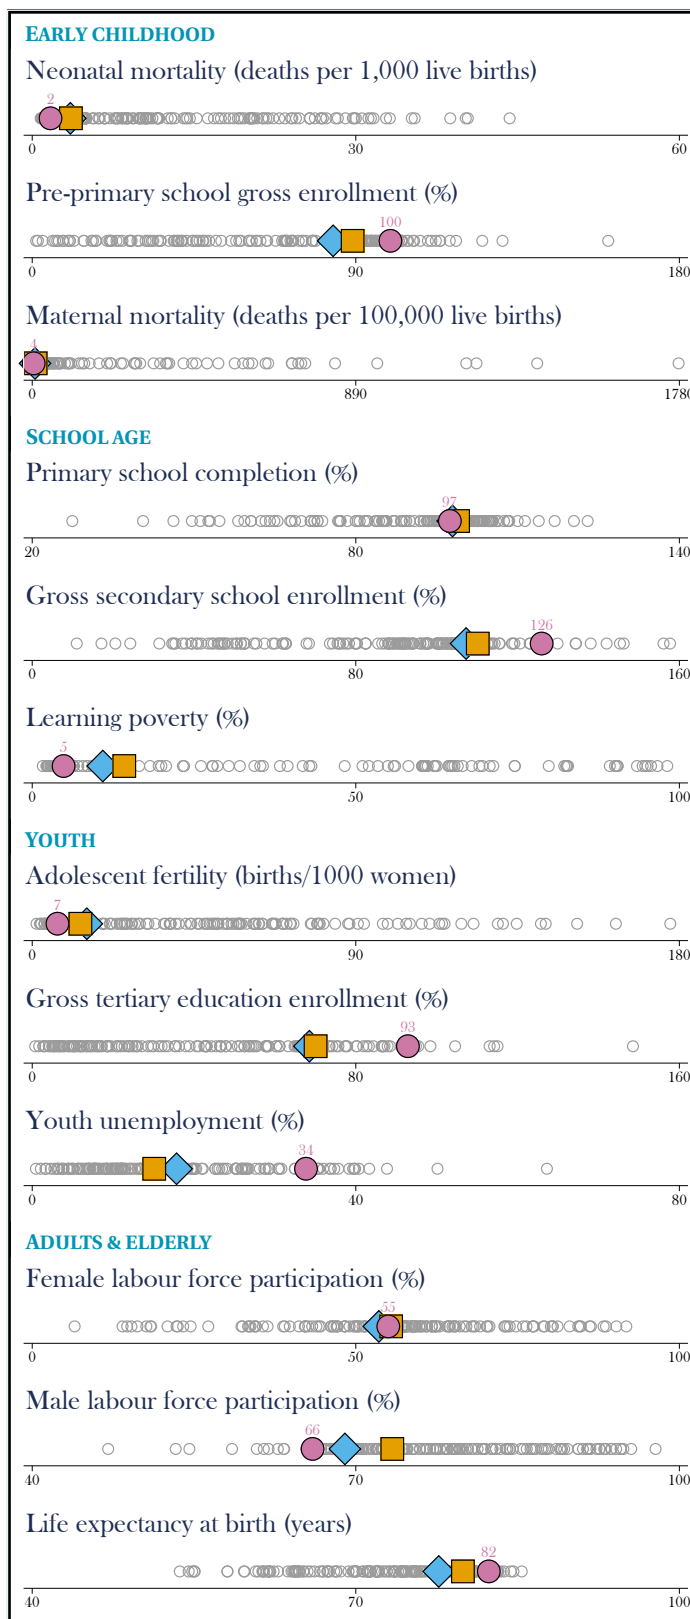 EARLY CHILDHOOD
Neonatal mortality (deaths per 1,000 live births)
2
0 30 60
Pre-primary school gross enrollment (%)
100
0 90 180
Maternal mortality (deaths per 100,000 live births)
4
0 890 1780
SCHOOL AGE
Primary school completion (%)
97
20 80 140
Gross secondary school enrollment (%)
126
0 80 160
Learning poverty (%)
5
0 50 100
YOUTH
Adolescent fertility (births/1000 women)
7
0 90 180
Gross tertiary education enrollment (%)
93
0 80 160
Youth unemployment (%)
34
0 40 80
ADULTS & ELDERLY
Female labour force participation (%)
55
0 50 100
Male labour force participation (%)
66
40 70 100
Life expectancy at birth (years)
82
40 70 100